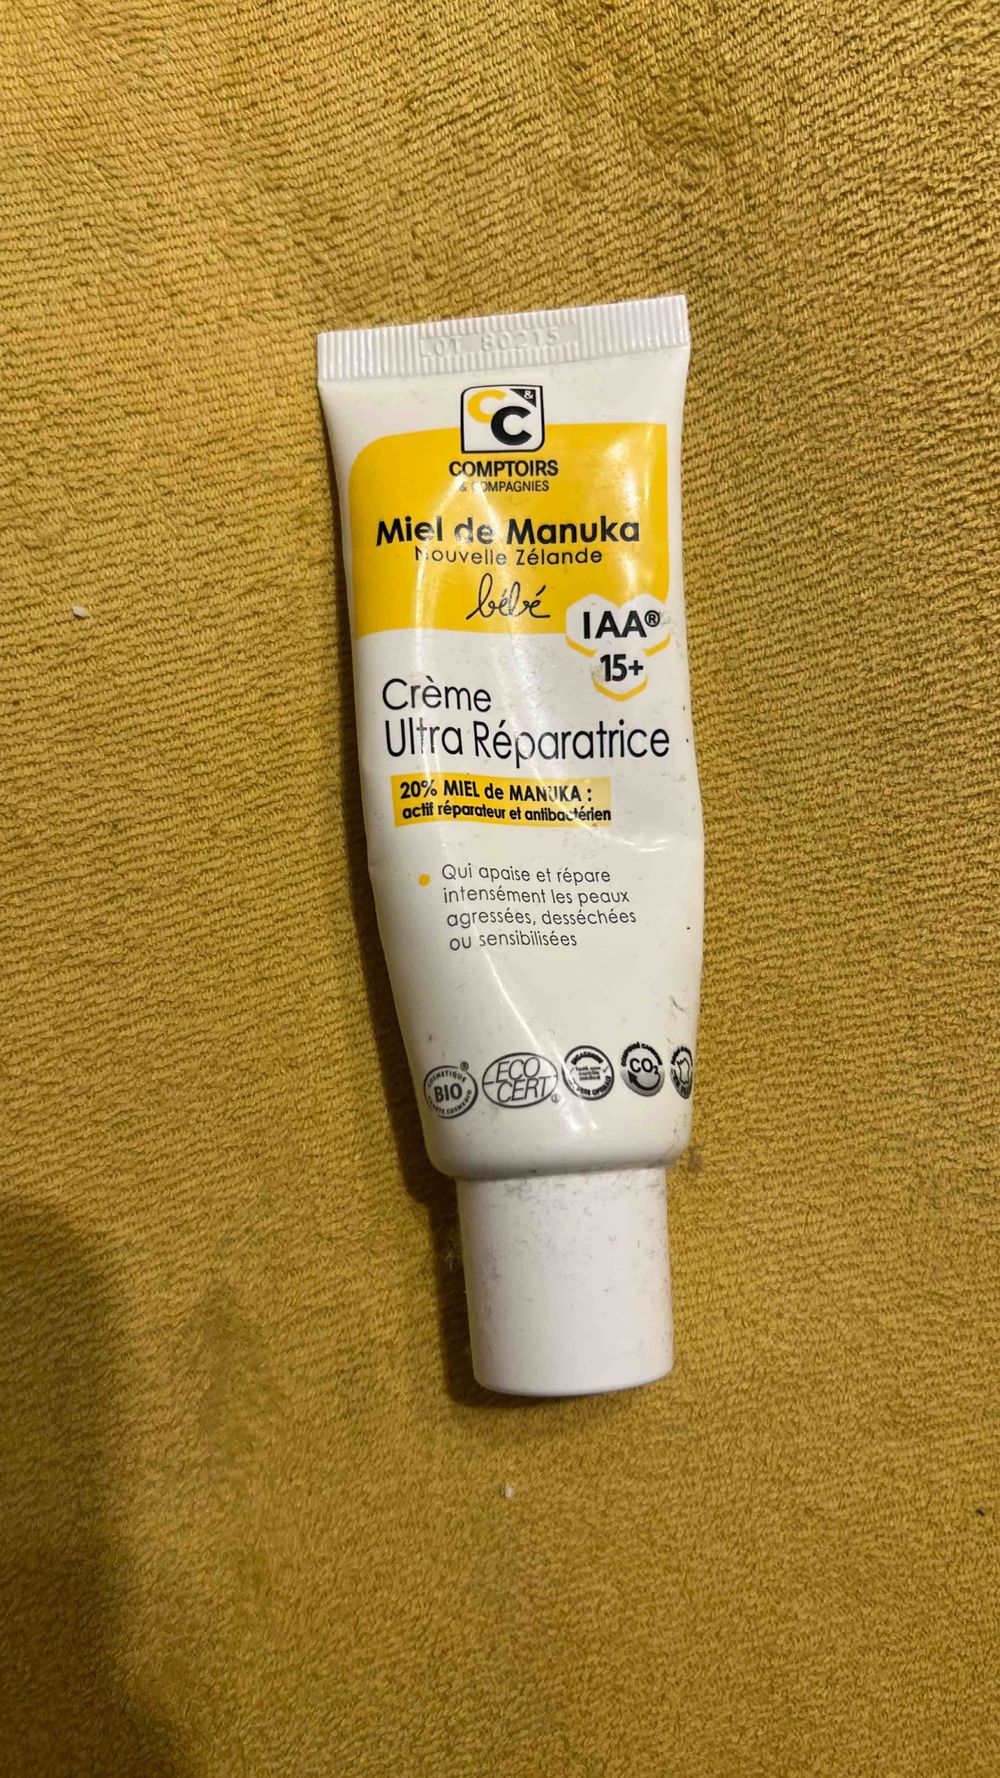 LOT 80215
C&C
COMPTOIRS
& COMPAGNIES
Miel de Manuka
Nouvelle Zélande
bébé
IAA®
15+
Crème
Ultra Réparatrice
20% MIEL de MANUKA :
actif réparateur et antibactérien
Qui apaise et répare
intensément les peaux
agressées, desséchées
ou sensibilisées
COSMETIQUE
BIO
®
ECO
CERT
CO2